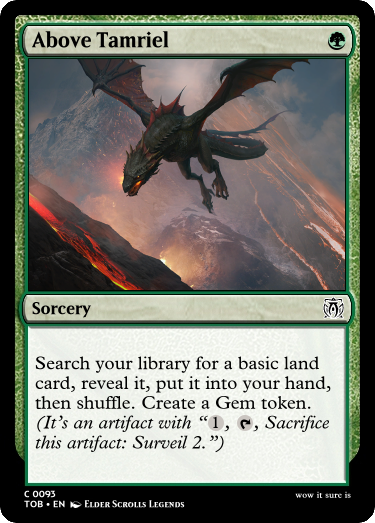 Above Tamriel
Sorcery
Search your library for a basic land
card, reveal it, put it into your hand,
then shuffle. Create a Gem token.
(It's an artifact with “1, , Sacrifice
this artifact: Surveil 2.”)
C 0093
TOB • EN Elder Scrolls Legends
wow it sure is